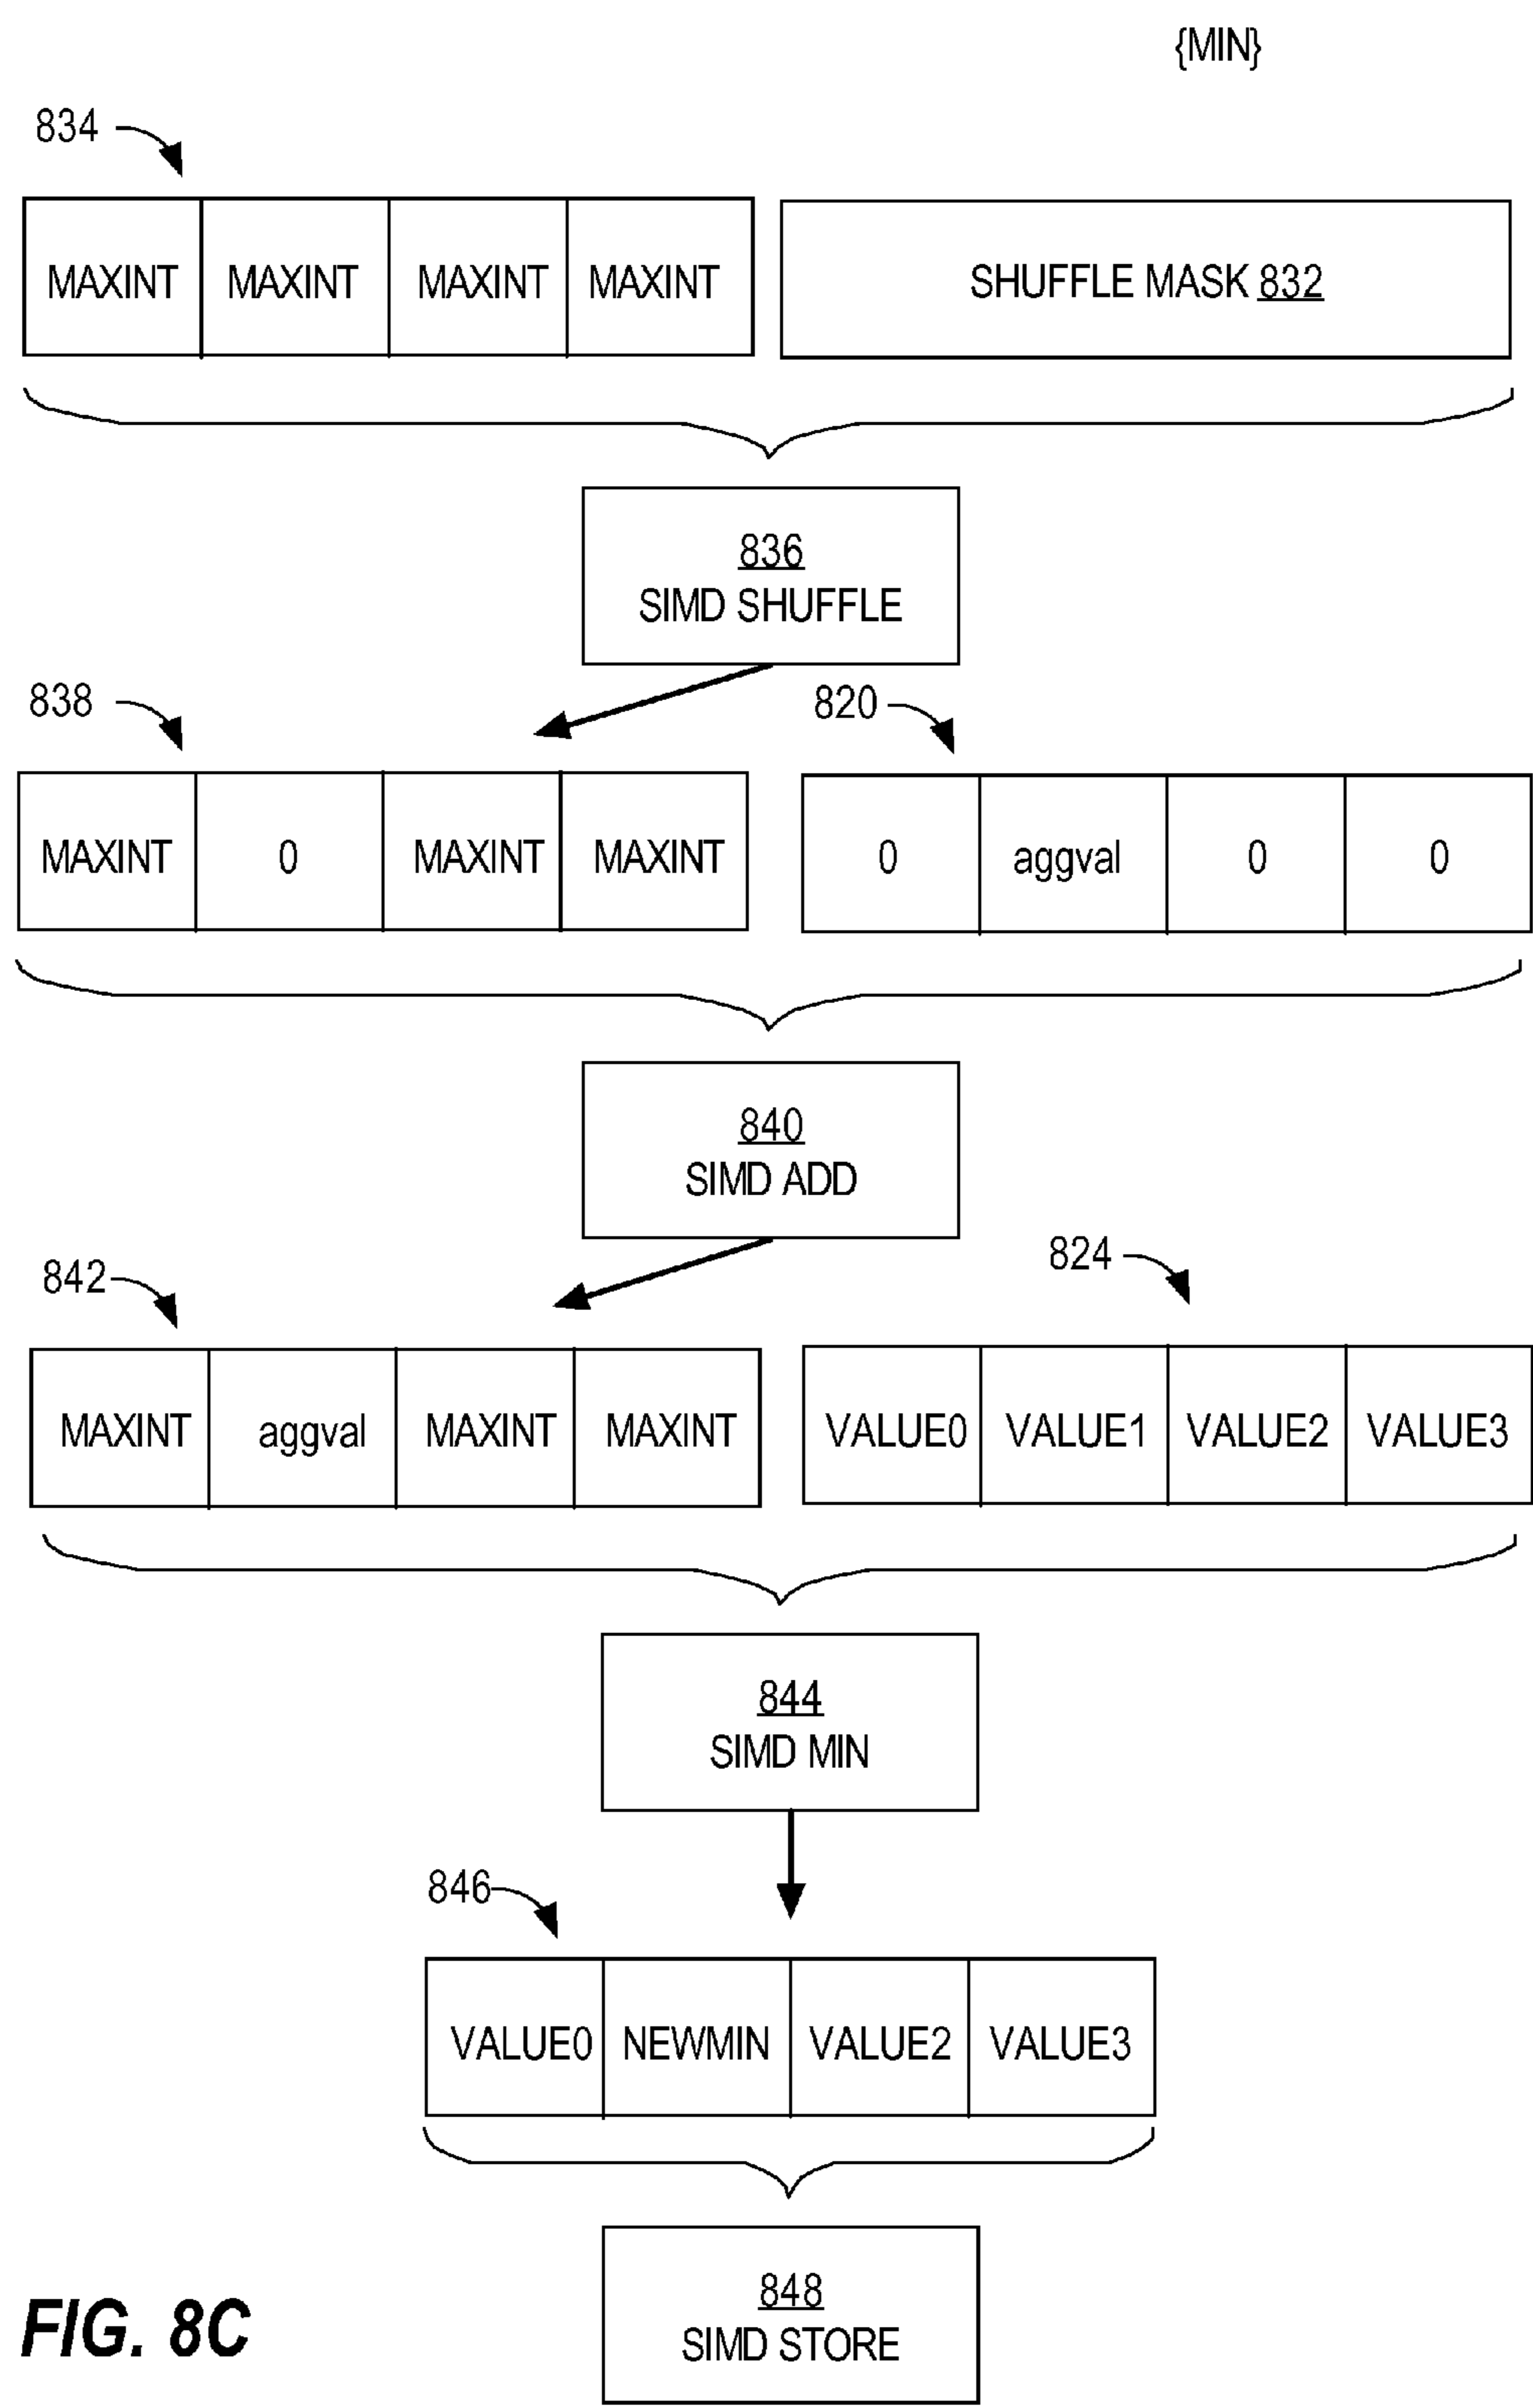 {MIN}
834
MAXINT MAXINT MAXINT MAXINT SHUFFLE MASK 832
836
SIMD SHUFFLE
838 820
MAXINT 0 MAXINT MAXINT 0 aggval 0 0
840
SIMD ADD
842 824
MAXINT aggval MAXINT MAXINT VALUE0 VALUE1 VALUE2 VALUE3
844
SIMD MIN
846
VALUE0 NEWMIN VALUE2 VALUE3
848
SIMD STORE
FIG. 8C